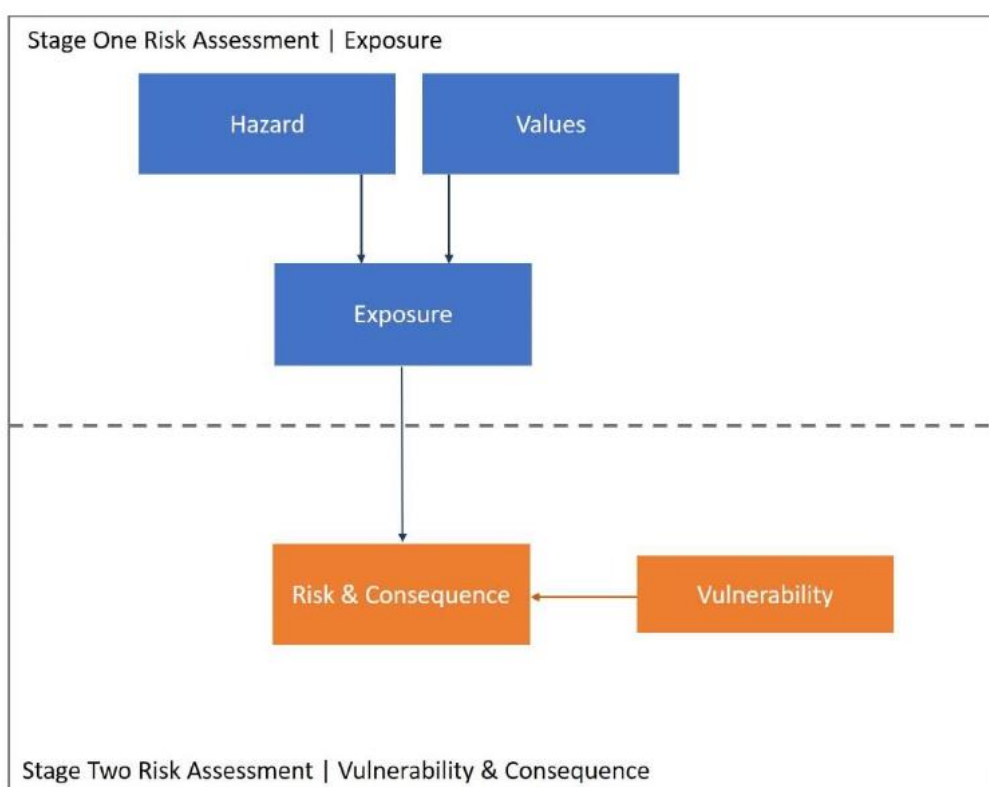 Stage One Risk Assessment | Exposure
Hazard
Values
Exposure
Risk & Consequence
Vulnerability
Stage Two Risk Assessment | Vulnerability & Consequence